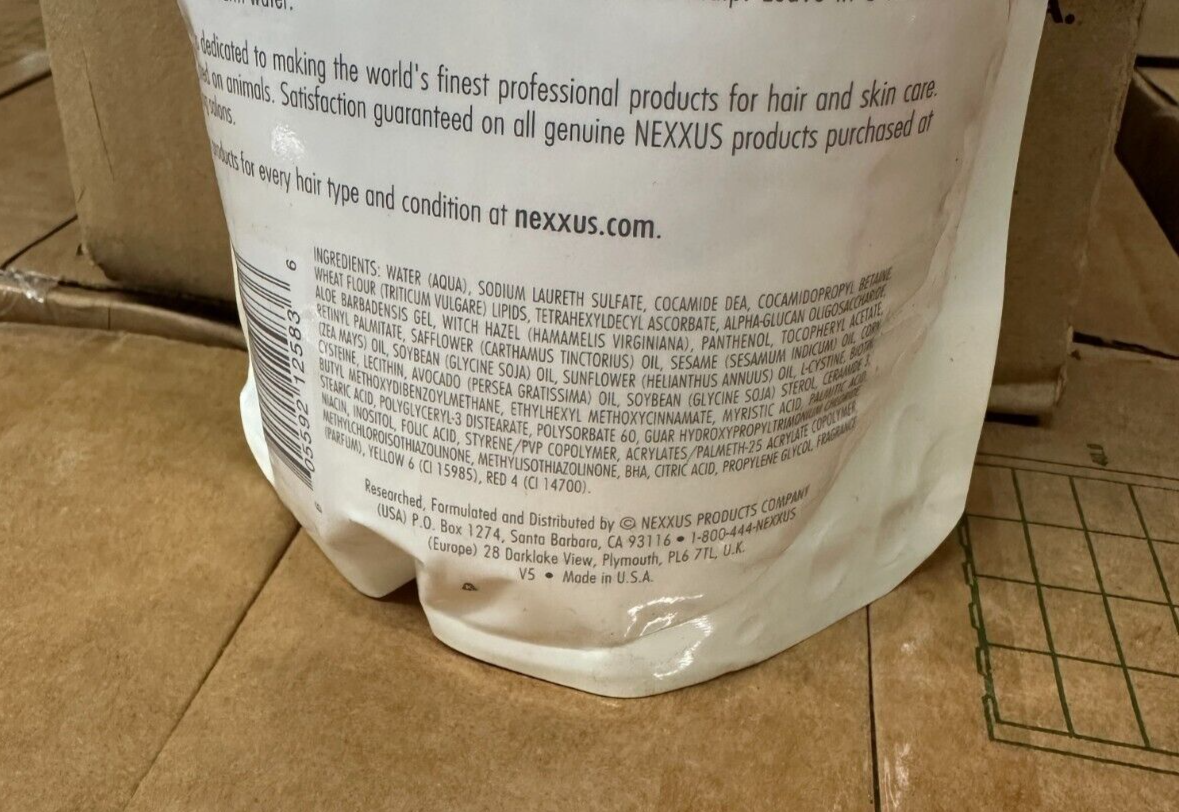 water.
dedicated to making the world's finest professional products for hair and skin care.
on animals. Satisfaction guaranteed on all genuine NEXXUS products purchased at
salons.
products for every hair type and condition at nexxus.com.
INGREDIENTS: WATER (AQUA), SODIUM LAURETH SULFATE, COCAMIDE DEA, COCAMIDOPROPYL BETAINE,
WHEAT FLOUR (TRITICUM VULGARE) LIPIDS, TETRAHEXYLDECYL ASCORBATE, ALPHA-GLUCAN OLIGOSACCHARIDE,
ALOE BARBADENSIS GEL, WITCH HAZEL (HAMAMELIS VIRGINIANA), PANTHENOL, TOCOPHERYL ACETATE,
RETINYL PALMITATE, SAFFLOWER (CARTHAMUS TINCTORIUS) OIL, SESAME (SESAMUM INDICUM) OIL, CORN
(ZEA MAYS) OIL, SOYBEAN (GLYCINE SOJA) OIL, SUNFLOWER (HELIANTHUS ANNUUS) OIL, L-CYSTINE, BIOTIN,
CYSTEINE, LECITHIN, AVOCADO (PERSEA GRATISSIMA) OIL, SOYBEAN (GLYCINE SOJA) STEROL, CERAMIDE 3,
BUTYL METHOXYDIBENZOYLMETHANE, ETHYLHEXYL METHOXYCINNAMATE, MYRISTIC ACID, PALMITIC ACID,
STEARIC ACID, POLYGLYCERYL-3 DISTEARATE, POLYSORBATE 60, GUAR HYDROXYPROPYLTRIMONIUM CHLORIDE,
NIACIN, INOSITOL, FOLIC ACID, STYRENE/PVP COPOLYMER, ACRYLATES/PALMETH-25 ACRYLATE COPOLYMER,
METHYLCHLOROISOTHIAZOLINONE, METHYLISOTHIAZOLINONE, BHA, CITRIC ACID, PROPYLENE GLYCOL, FRAGRANCE
(PARFUM), YELLOW 6 (CI 15985), RED 4 (CI 14700).
0 55592 12583 6
Researched, Formulated and Distributed by © NEXXUS PRODUCTS COMPANY
(USA) P.O. Box 1274, Santa Barbara, CA 93116 • 1-800-444-NEXXUS
(Europe) 28 Darklake View, Plymouth, PL6 7TL, U.K.
V5 • Made in U.S.A.